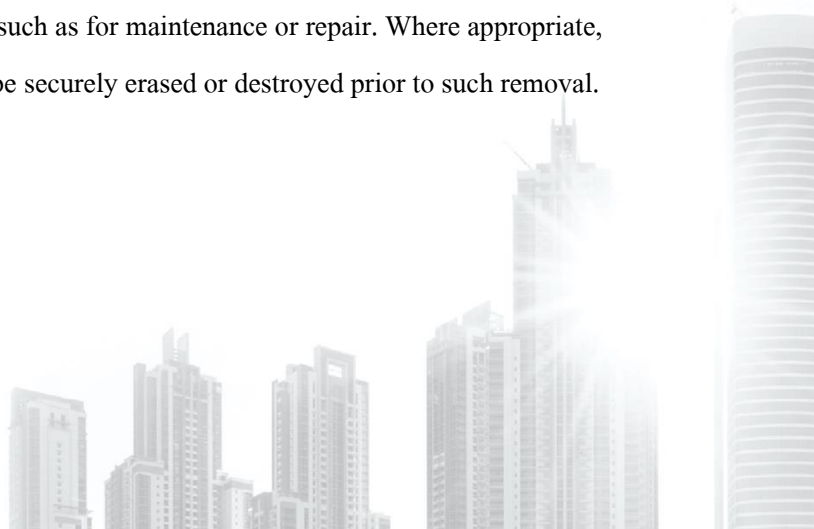 such as for maintenance or repair. Where appropriate,
be securely erased or destroyed prior to such removal.